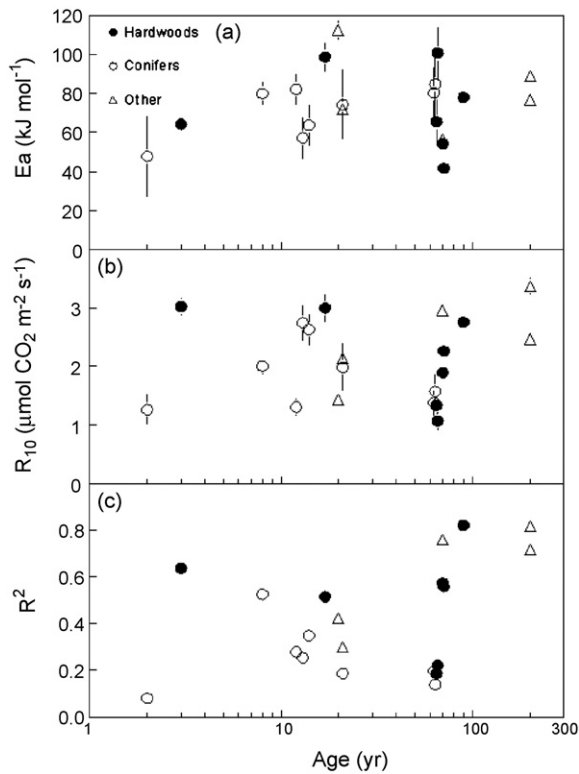 120
(a)
Hardwoods
100
Conifers
80
Other
60
40
20
0
Ea (kJ mol⁻¹)
(b)
3
2
1
0
R₁₀ (μmol CO₂ m⁻² s⁻¹)
(c)
0.8
0.6
0.4
0.2
0.0
R²
1
10
100
300
Age (yr)